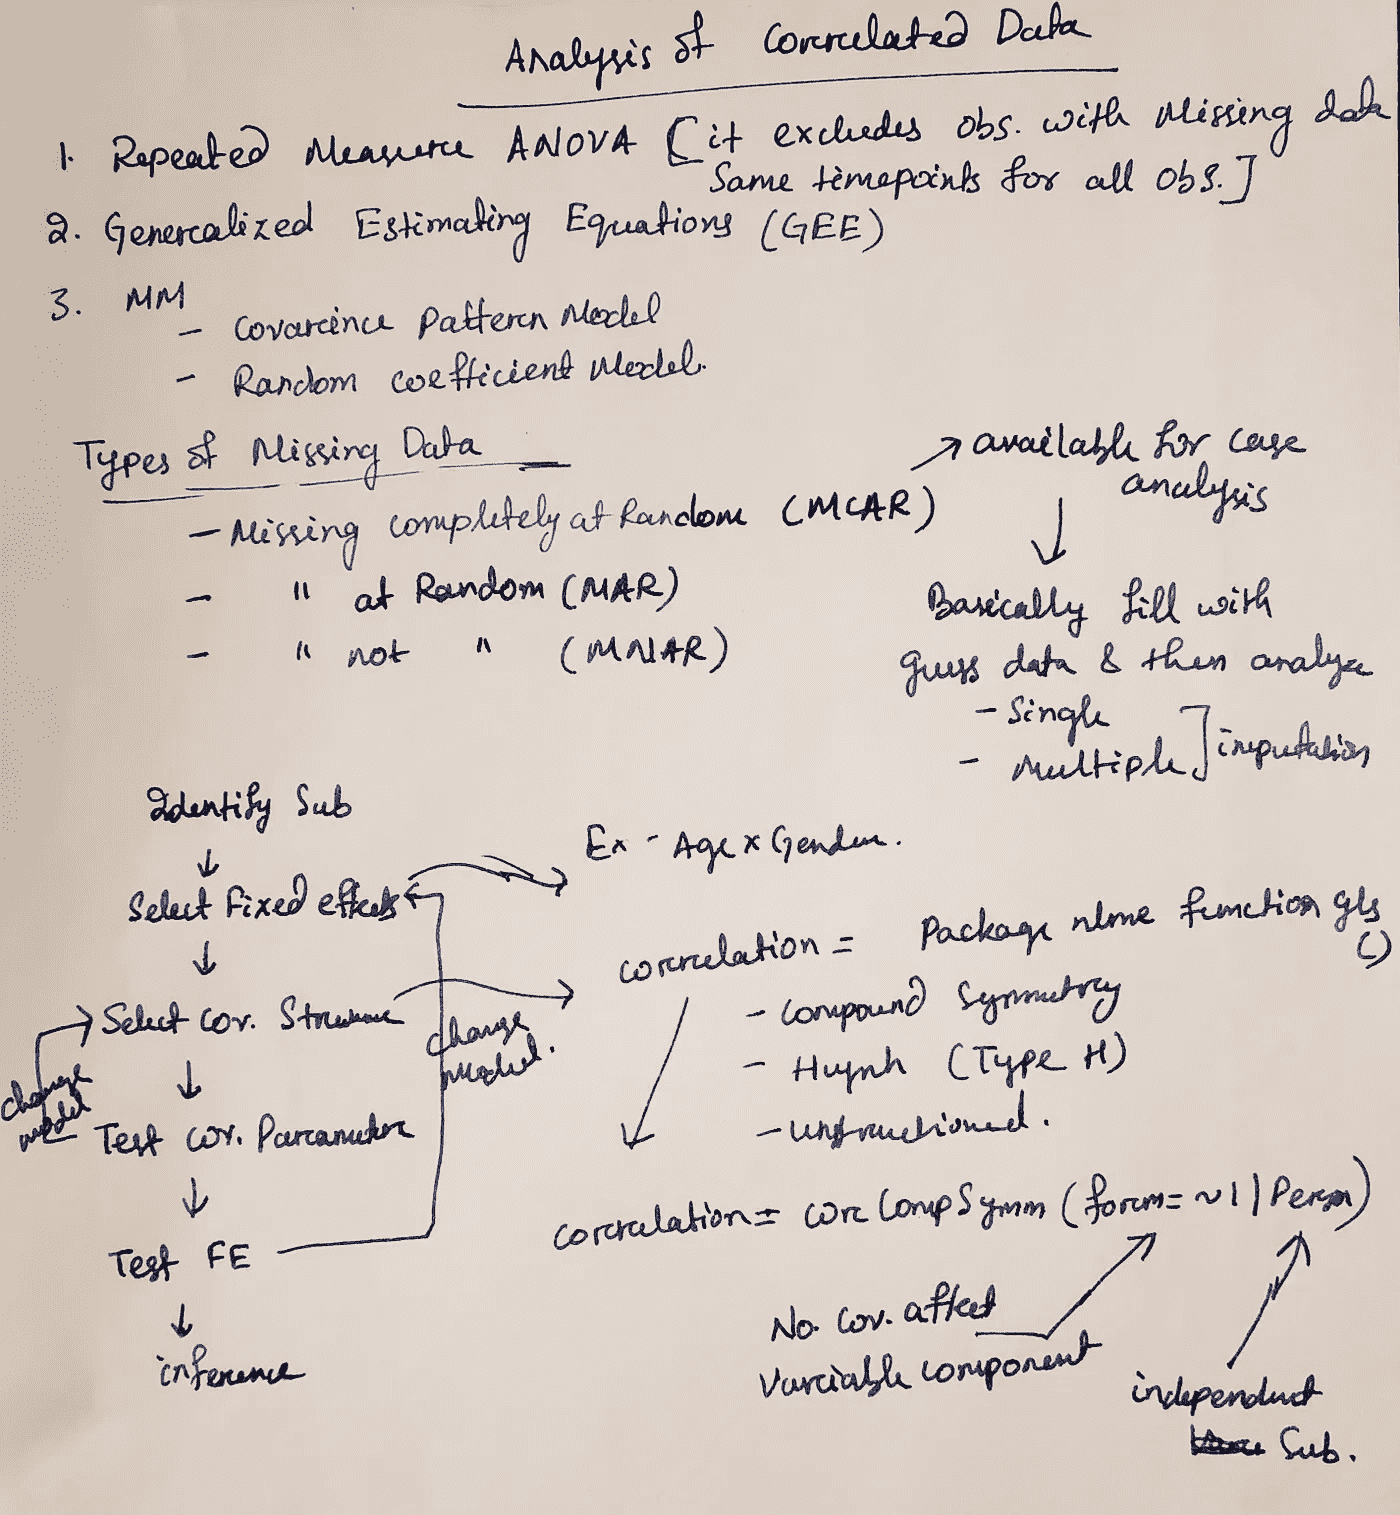 Analysis of Correlated Data
1. Repeated Measure ANOVA [it excludes obs. with Missing data
Same timepoints for all obs.]
2. Generalized Estimating Equations (GEE)
3. MM
- Covarince Pattern Model
- Random coefficient Model.
Types of Missing Data
- Missing completely at Random (MCAR)
→ available for case
analysis
- " at Random (MAR)
- " not " (MNAR)
↓
Basically fill with
guess data & then analyze
- Single
- Multiple ] imputation
Identify Sub
↓
Select Fixed effects
→ Ex - Age x Gender.
↓
Select Cov. Structure
change
model.
↓
change
model
Test Cov. Parameter
↓
Test FE
↓
inference
correlation = Package nlme function gls
()
- Compound Symmetry
- Huynh (Type H)
- unstructured.
correlation = corCompSymm (form = ~1 | Person)
No. Cov. affect
Variable component
independent
Sub.